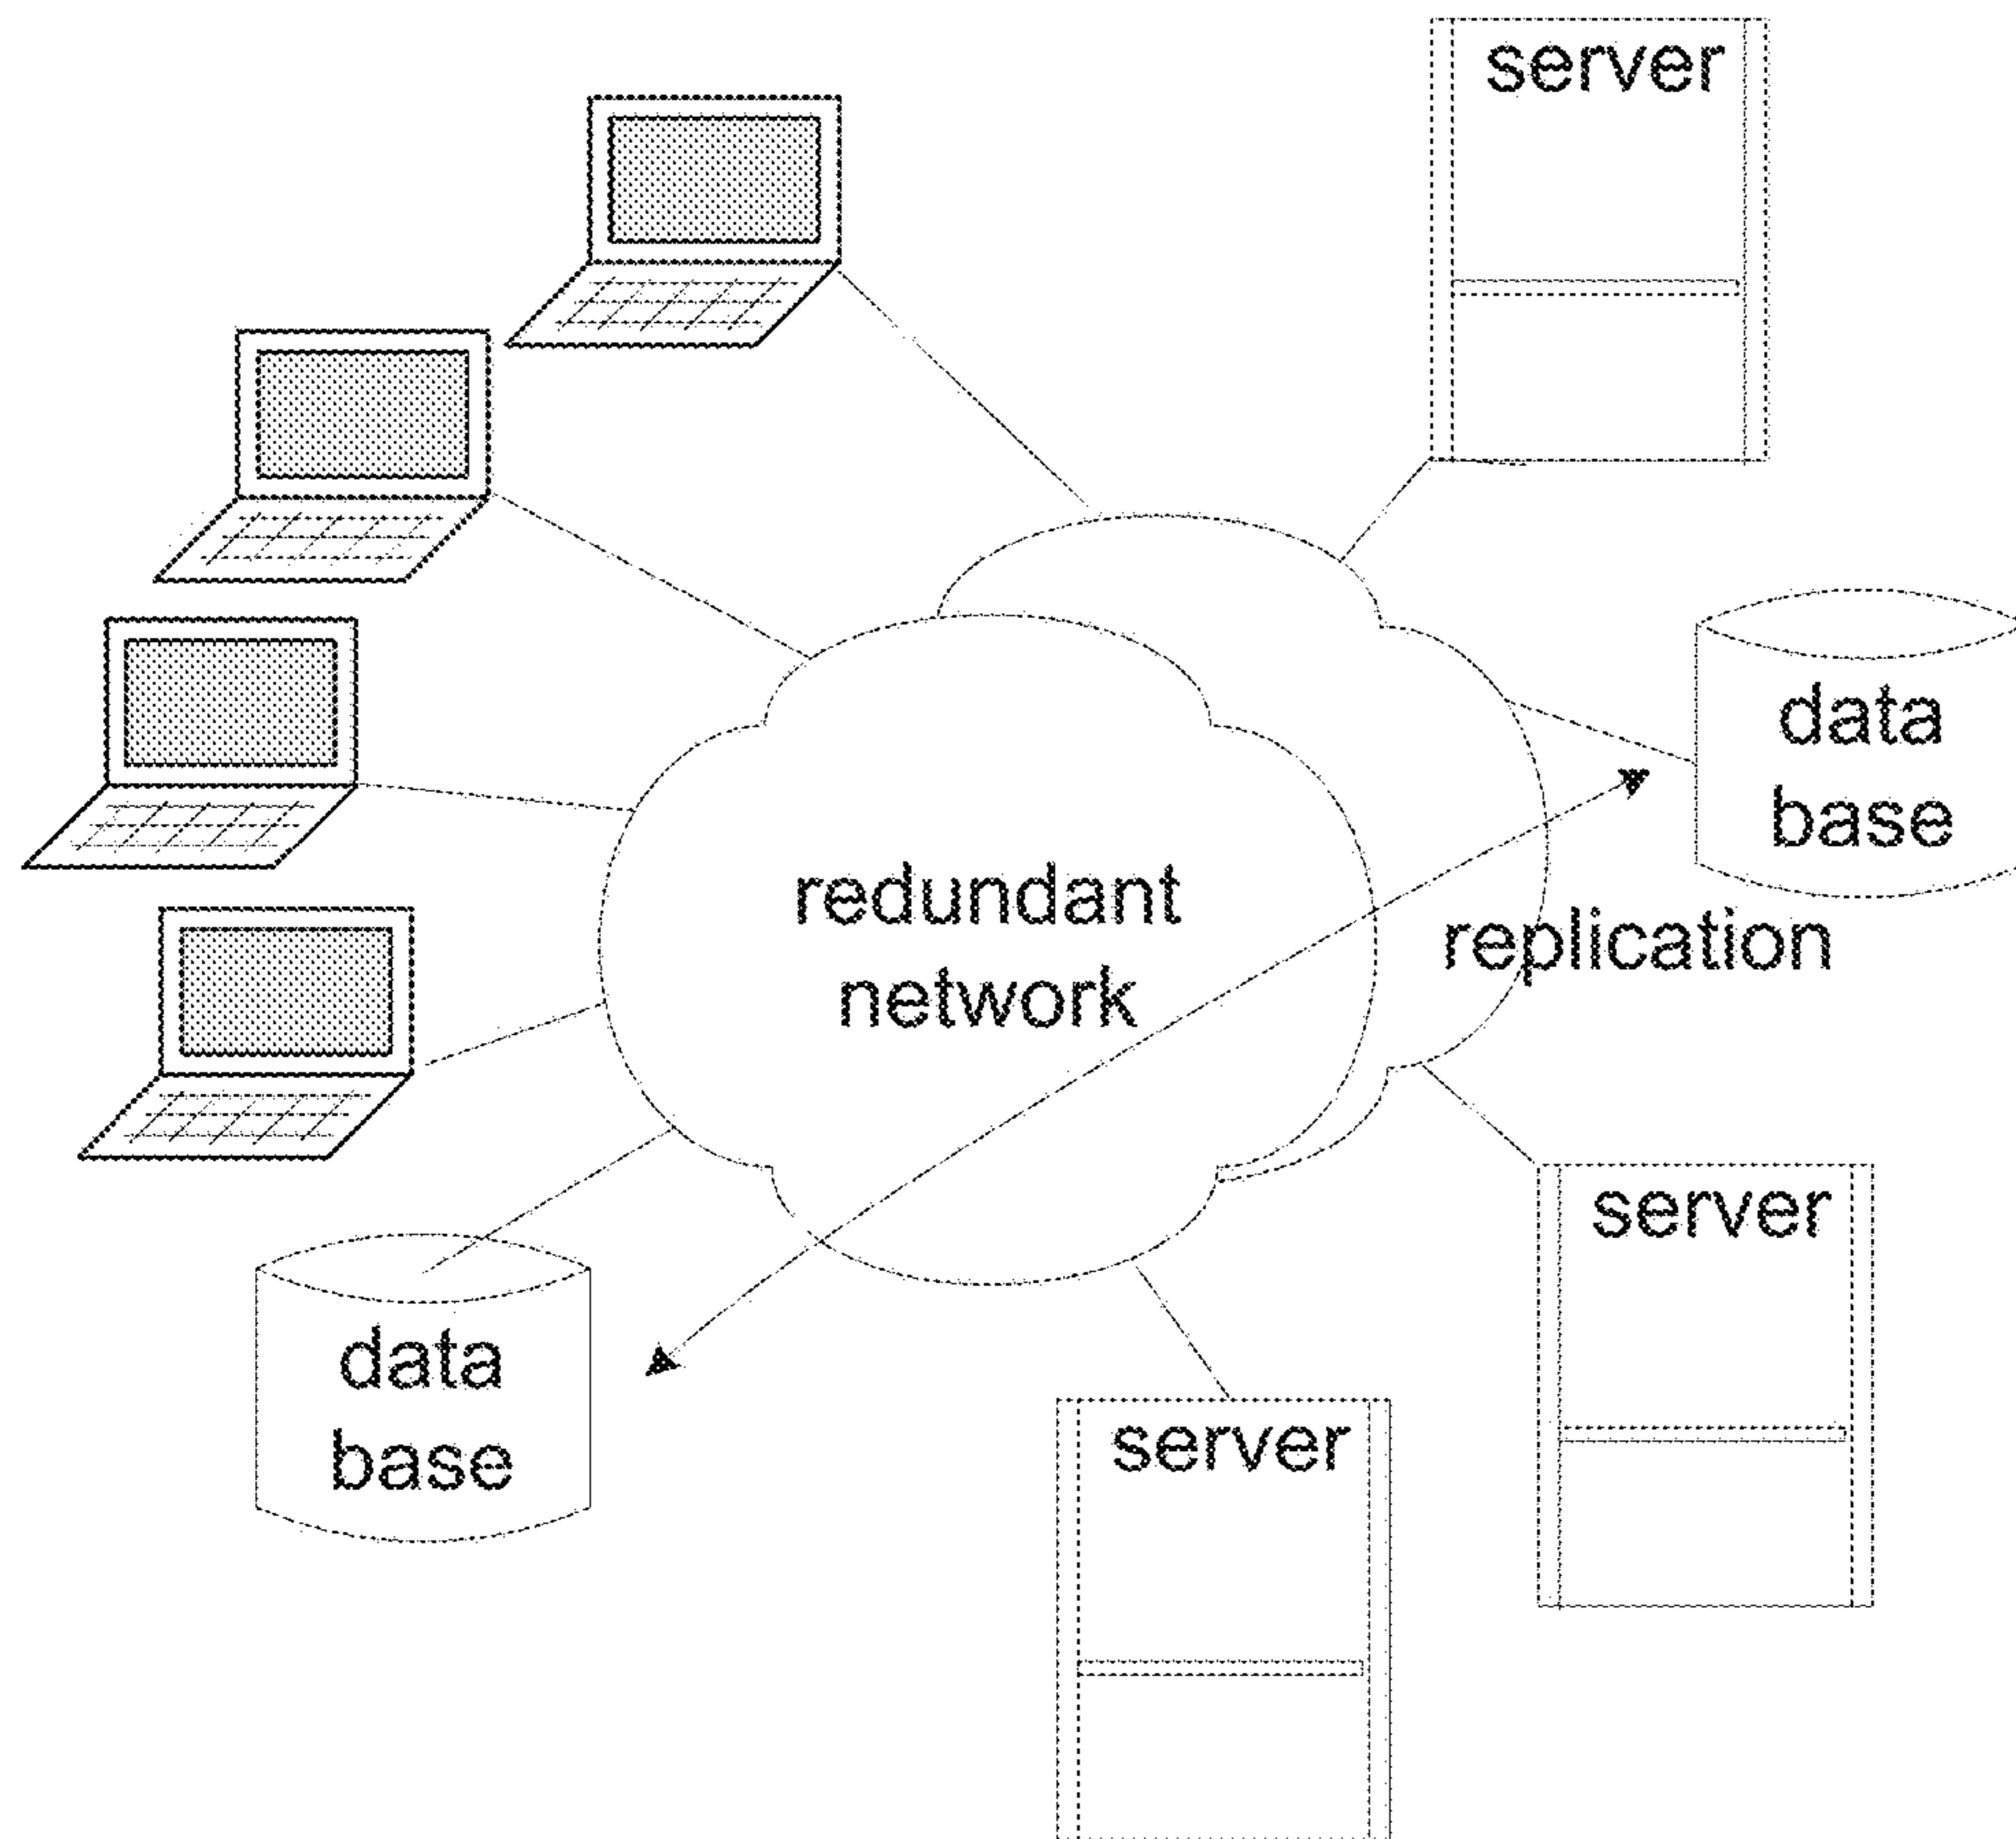 server
data
base
redundant
network
replication
server
data
base
server